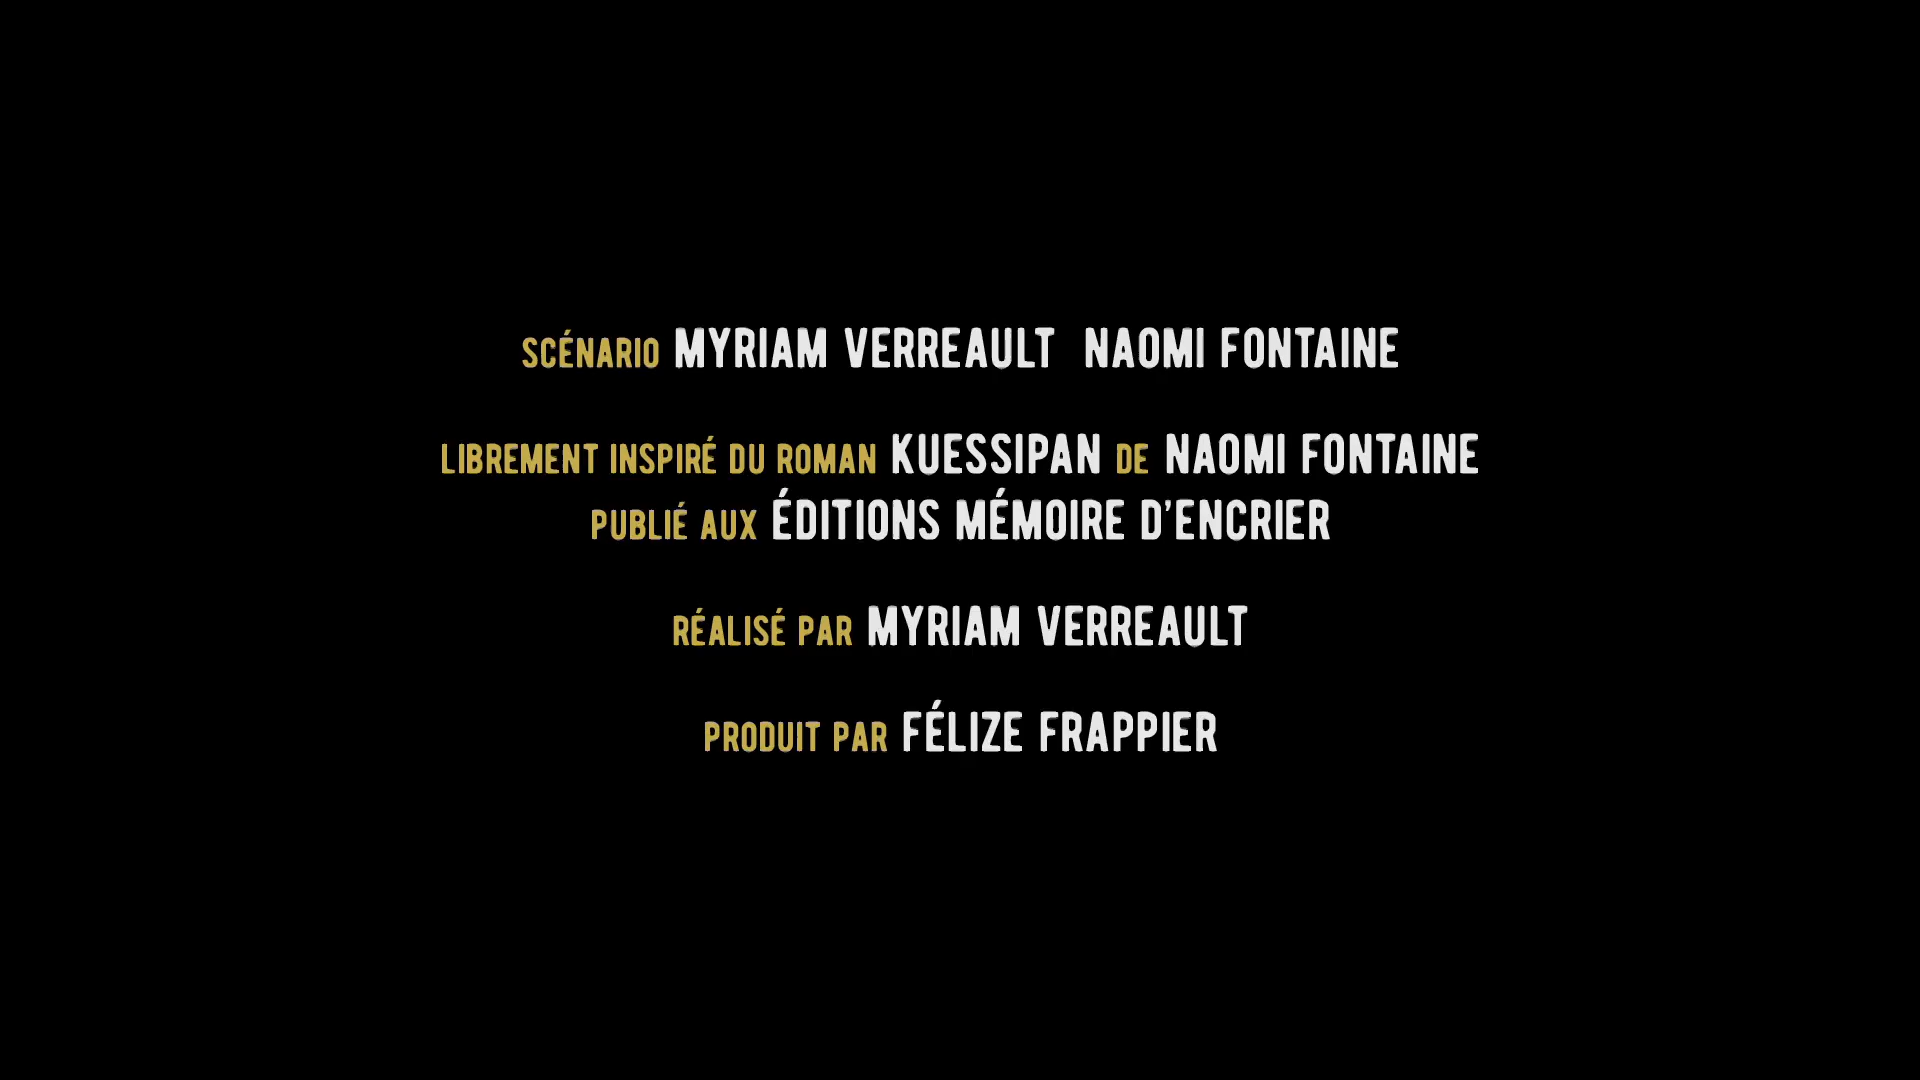 SCÉNARIO MYRIAM VERREAULT NAOMI FONTAINE
LIBREMENT INSPIRÉ DU ROMAN KUESSIPAN DE NAOMI FONTAINE
PUBLIÉ AUX ÉDITIONS MÉMOIRE D'ENCRIER
RÉALISÉ PAR MYRIAM VERREAULT
PRODUIT PAR FÉLIZE FRAPPIER